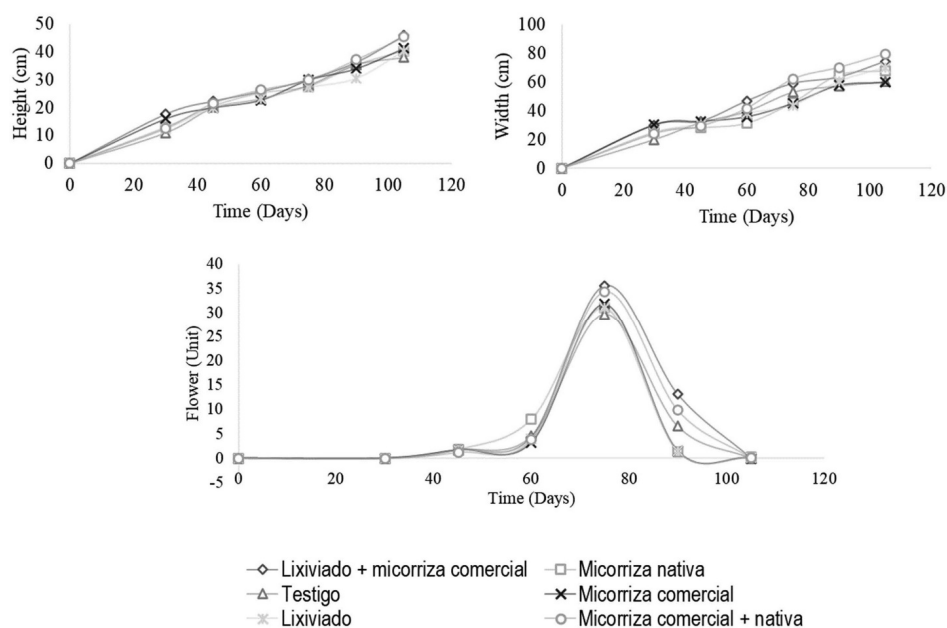 Height (cm)
50
40
30
20
10
0
0 20 40 60 80 100 120
Time (Days)
Width (cm)
100
80
60
40
20
0
0 20 40 60 80 100 120
Time (Days)
Flower (Unit)
40
35
30
25
20
15
10
5
0
-5
0 20 40 60 80 100 120
Time (Days)
Lixiviado + micorriza comercial
Micorriza nativa
Testigo
Micorriza comercial
Lixiviado
Micorriza comercial + nativa